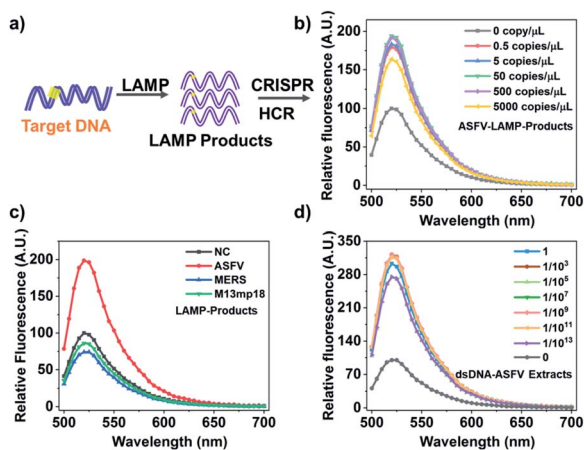 a)
LAMP
CRISPR
HCR
Target DNA
LAMP Products
b)
Relative fluorescence (A.U.)
200
150
100
50
0
0 copy/µL
0.5 copies/µL
5 copies/µL
50 copies/µL
500 copies/µL
5000 copies/µL
ASFV-LAMP-Products
500 550 600 650 700
Wavelength (nm)
c)
Relative fluorescence (A.U.)
250
200
150
100
50
0
NC
ASFV
MERS
M13mp18
LAMP-Products
500 550 600 650 700
Wavelength (nm)
d)
Relative Fluorescence (A.U.)
350
280
210
140
70
0
1
1/10³
1/10⁵
1/10⁷
1/10⁹
1/10¹¹
1/10¹³
0
dsDNA-ASFV Extracts
500 550 600 650 700
Wavelength (nm)